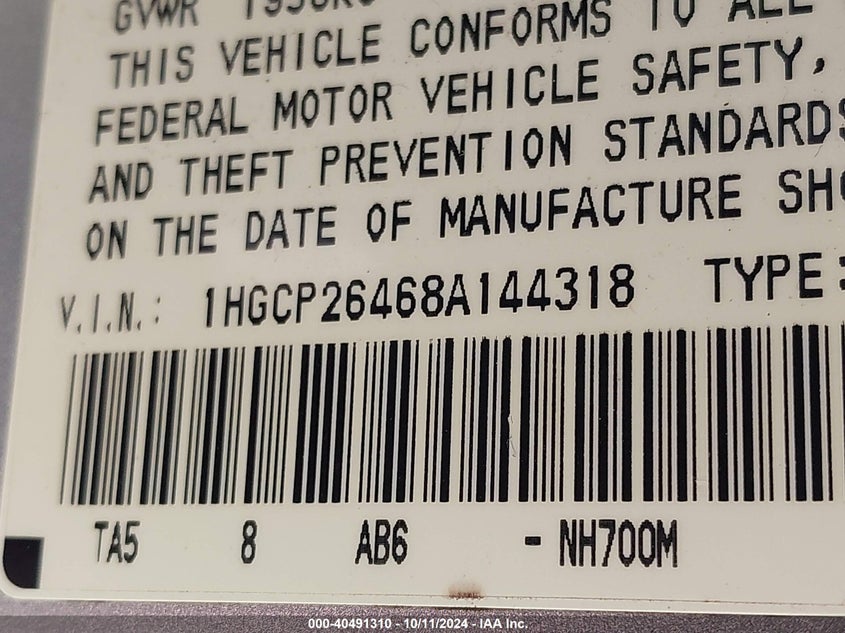 GVWR
THIS VEHICLE CONFORMS TO ALL
FEDERAL MOTOR VEHICLE SAFETY,
AND THEFT PREVENTION STANDARDS
ON THE DATE OF MANUFACTURE
V.I.N.: 1HGCP26468A144318 TYPE:
TA5 8 AB6 - NH700M
000-40491310 - 10/11/2024 - IAA Inc.